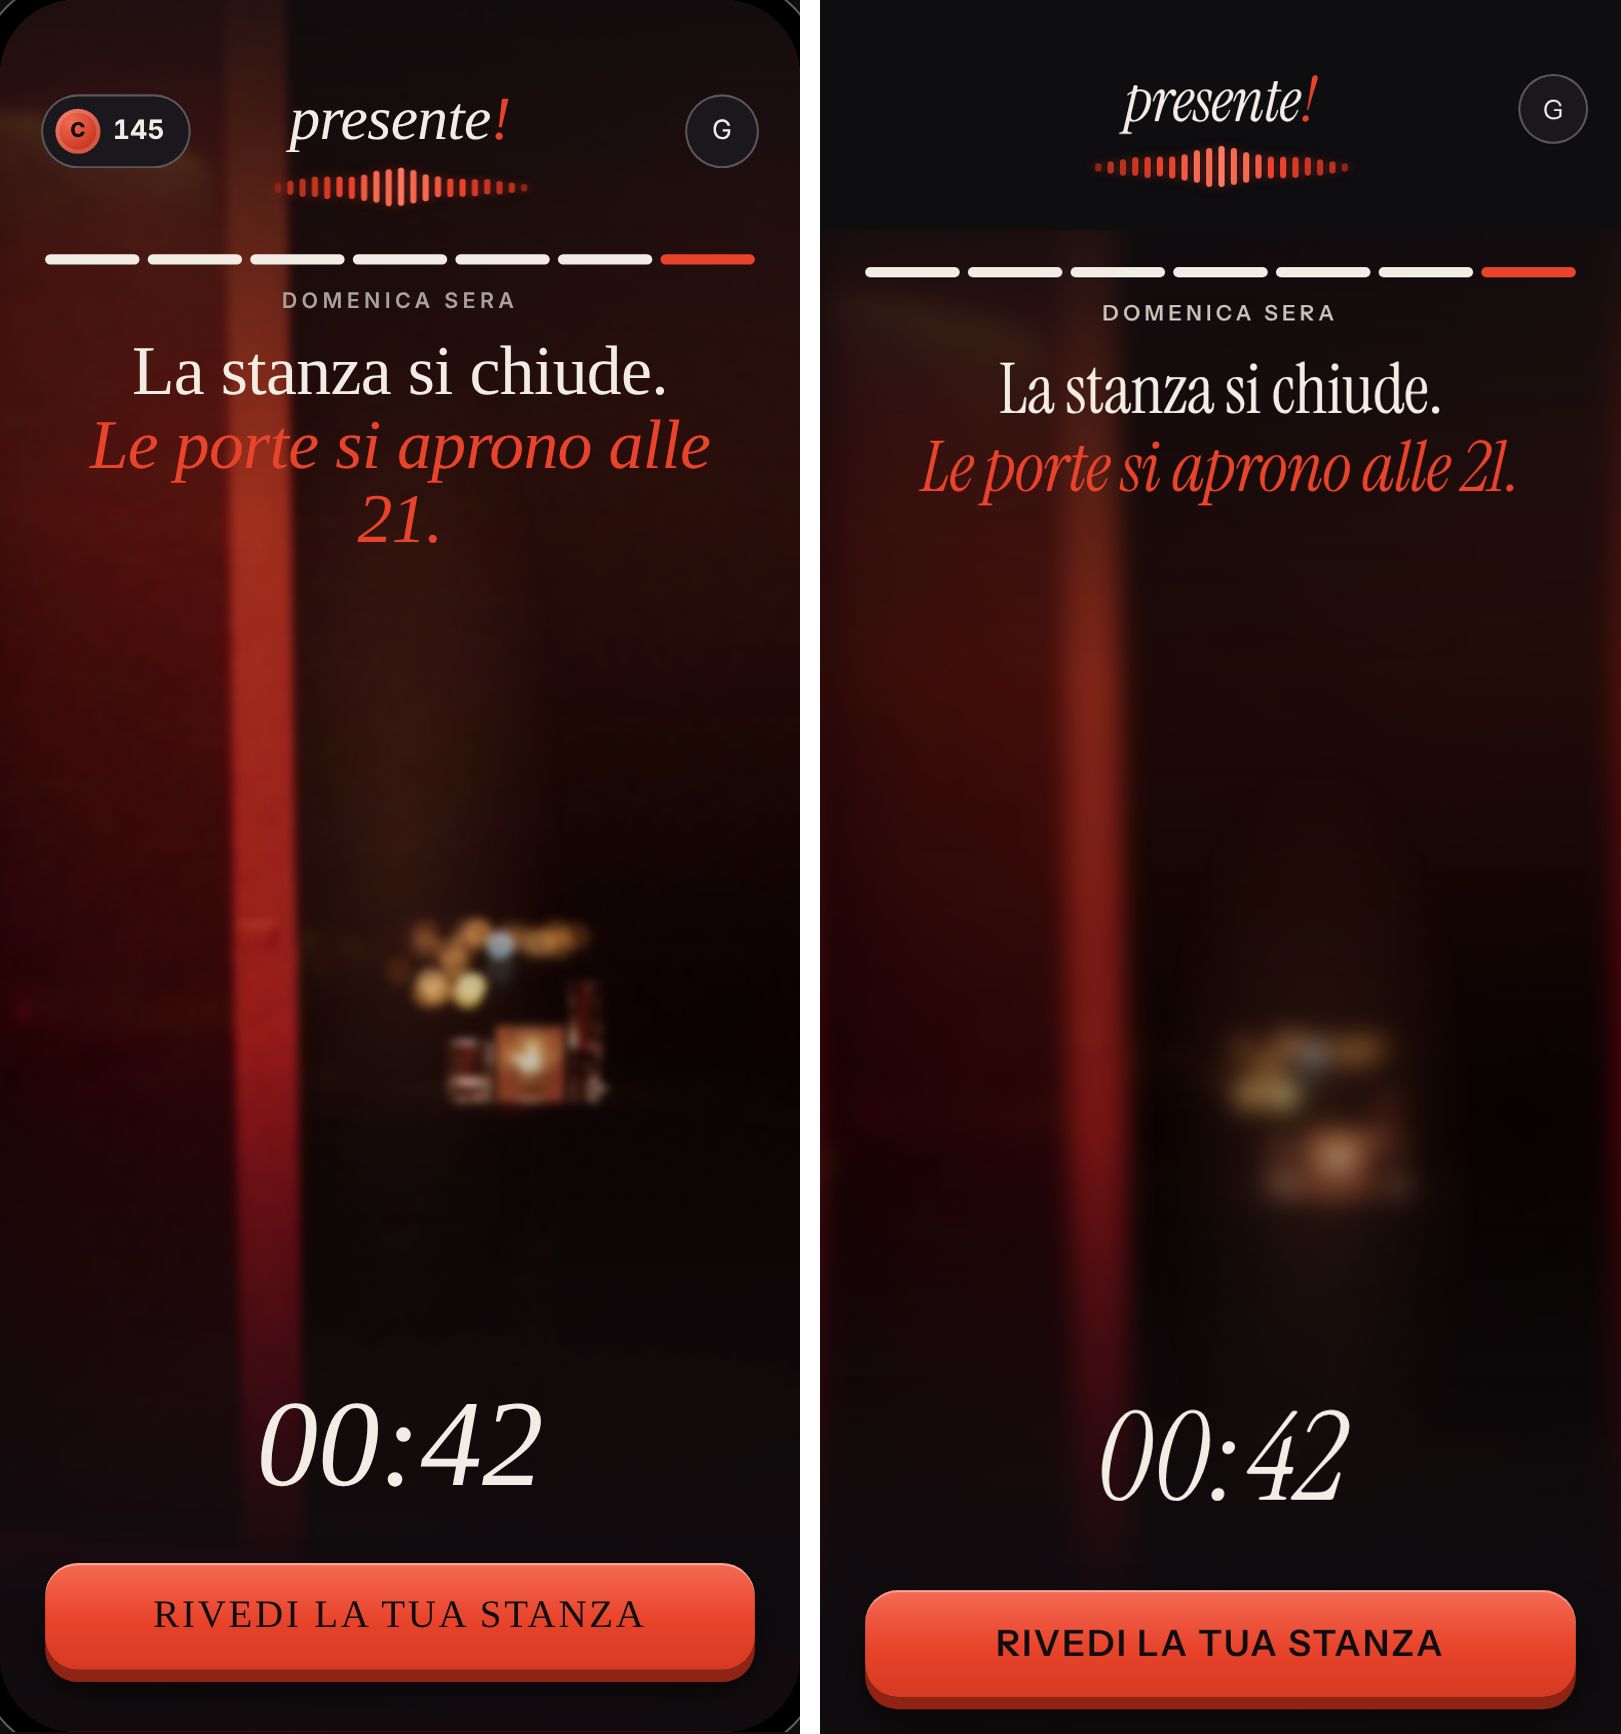 C 145
presente!
G
DOMENICA SERA
La stanza si chiude.
Le porte si aprono alle
21.
00:42
RIVEDI LA TUA STANZA
presente!
G
DOMENICA SERA
La stanza si chiude.
Le porte si aprono alle 21.
00:42
RIVEDI LA TUA STANZA